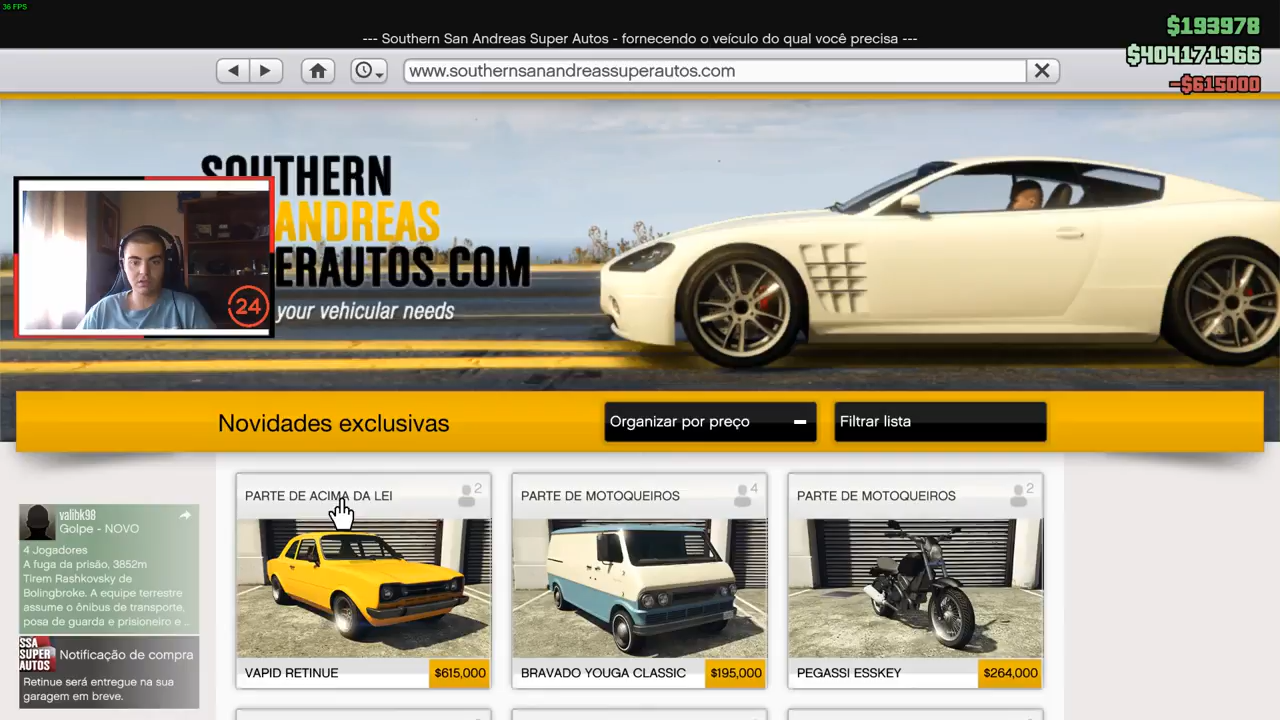 36 FPS
--- Southern San Andreas Super Autos - fornecendo o veículo do qual você precisa ---
$193978
$404171966
-$615000
www.southernsanandreassuperautos.com
SOUTHERN
ANDREAS
ERAUTOS.COM
your vehicular needs
24
Novidades exclusivas
Organizar por preço
Filtrar lista
PARTE DE ACIMA DA LEI
2
PARTE DE MOTOQUEIROS
4
PARTE DE MOTOQUEIROS
2
VAPID RETINUE
$615,000
BRAVADO YOUGA CLASSIC
$195,000
PEGASSI ESSKEY
$264,000
valibk98
Golpe - NOVO
4 Jogadores
A fuga da prisão, 3852m
Tirem Rashkovsky de
Bolingbroke. A equipe terrestre
assume o ônibus de transporte,
posa de guarda e prisioneiro e ...
SSA
SUPER
AUTOS
Notificação de compra
Retinue será entregue na sua
garagem em breve.